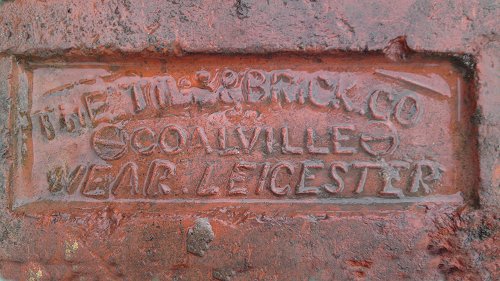 THE TILE & BRICK. CO
COALVILLE
NEAR. LEICESTER